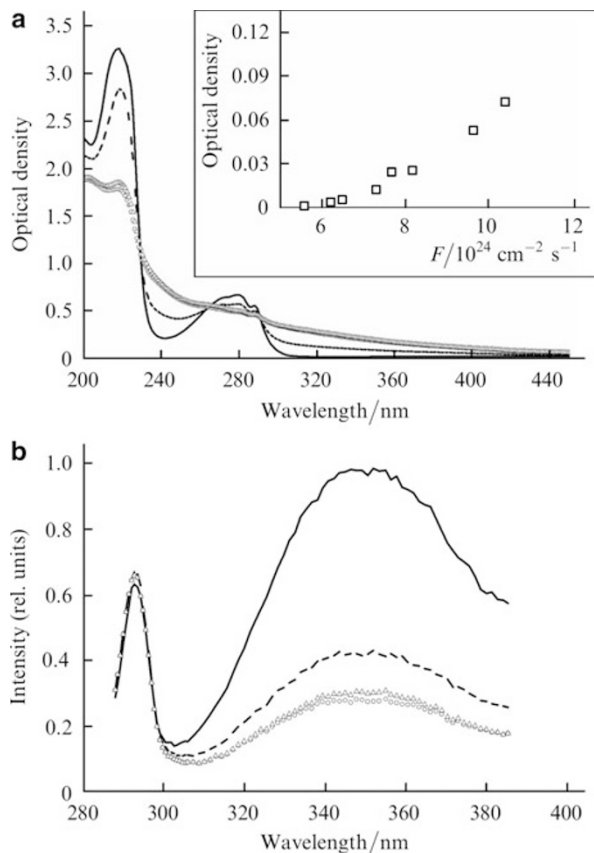 a
Optical density
3.5
3.0
2.5
2.0
1.5
1.0
0.5
0
200 240 280 320 360 400 440
Wavelength/nm
Optical density
0.12
0.09
0.06
0.03
0
6 8 10 12
F/10²⁴ cm⁻² s⁻¹
b
Intensity (rel. units)
1.0
0.8
0.6
0.4
0.2
0
280 300 320 340 360 380 400
Wavelength/nm